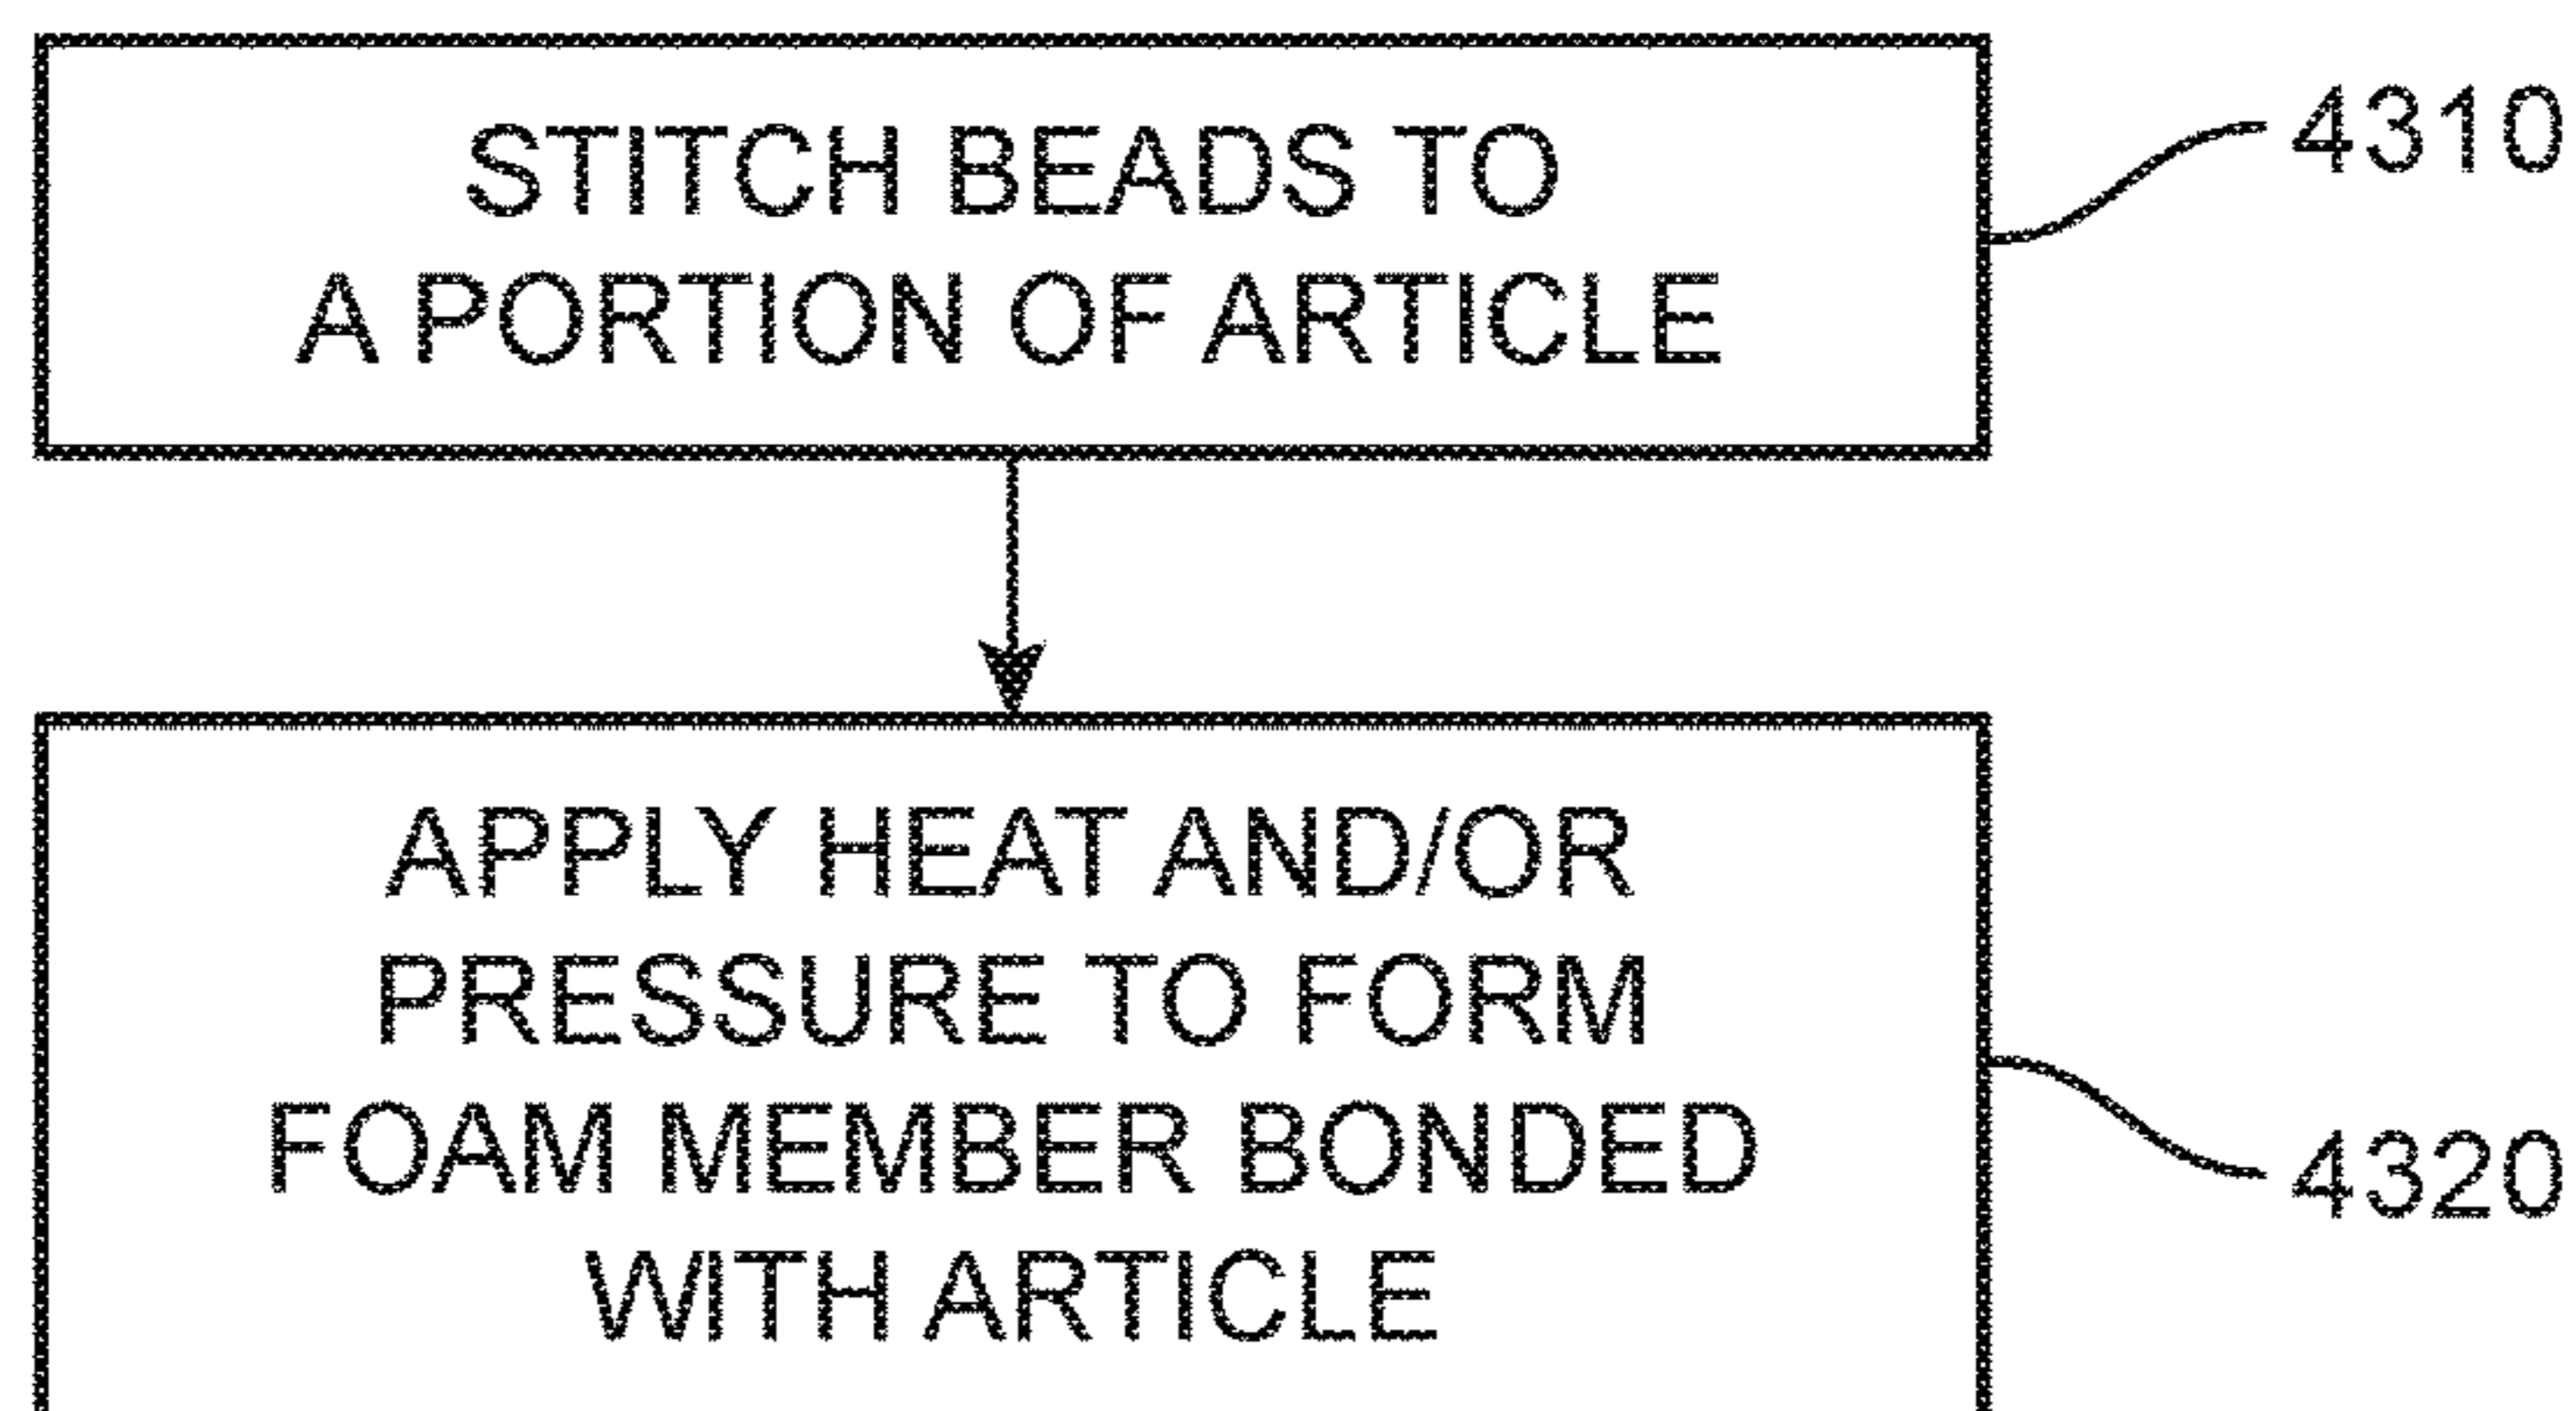 STITCH BEADS TO
A PORTION OF ARTICLE
4310
APPLY HEAT AND/OR
PRESSURE TO FORM
FOAM MEMBER BONDED
WITH ARTICLE
4320